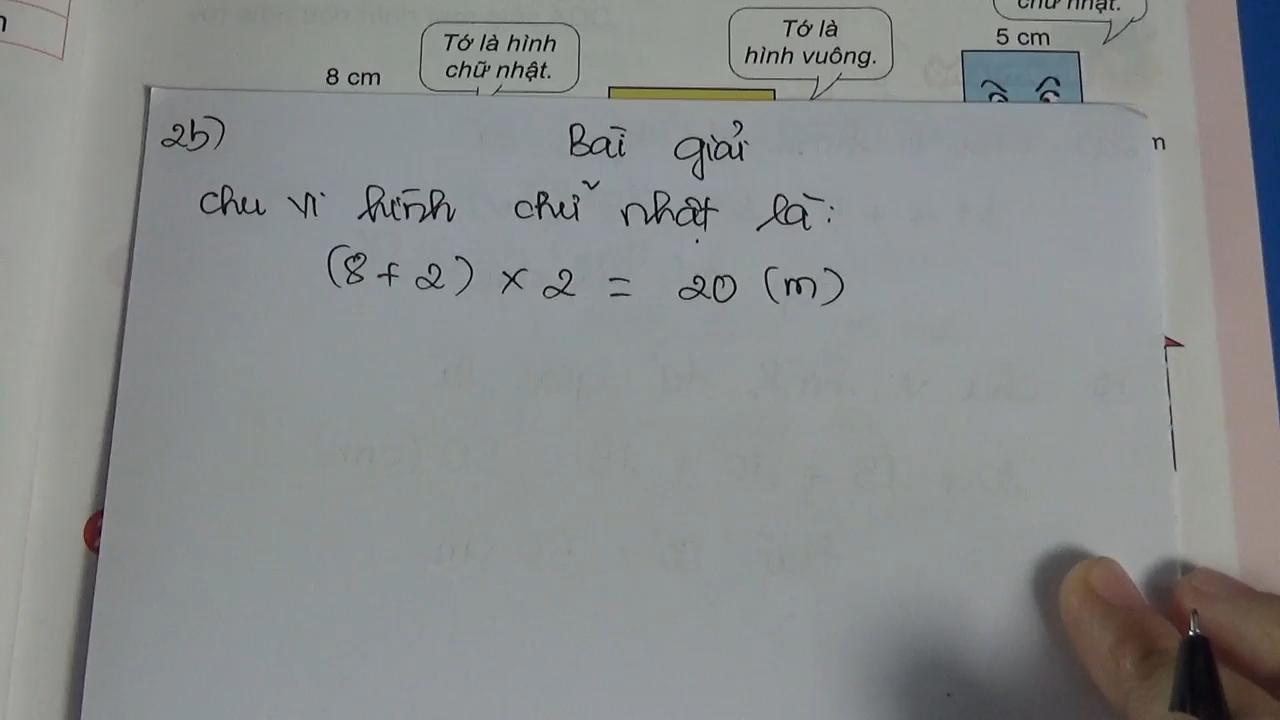 Tớ là hình
chữ nhật.
Tớ là
hình vuông.
chữ nhật.
8 cm
5 cm
n
2b)
Bài giải
chu vi hình chữ nhật là:
(8+2) × 2 = 20 (m)